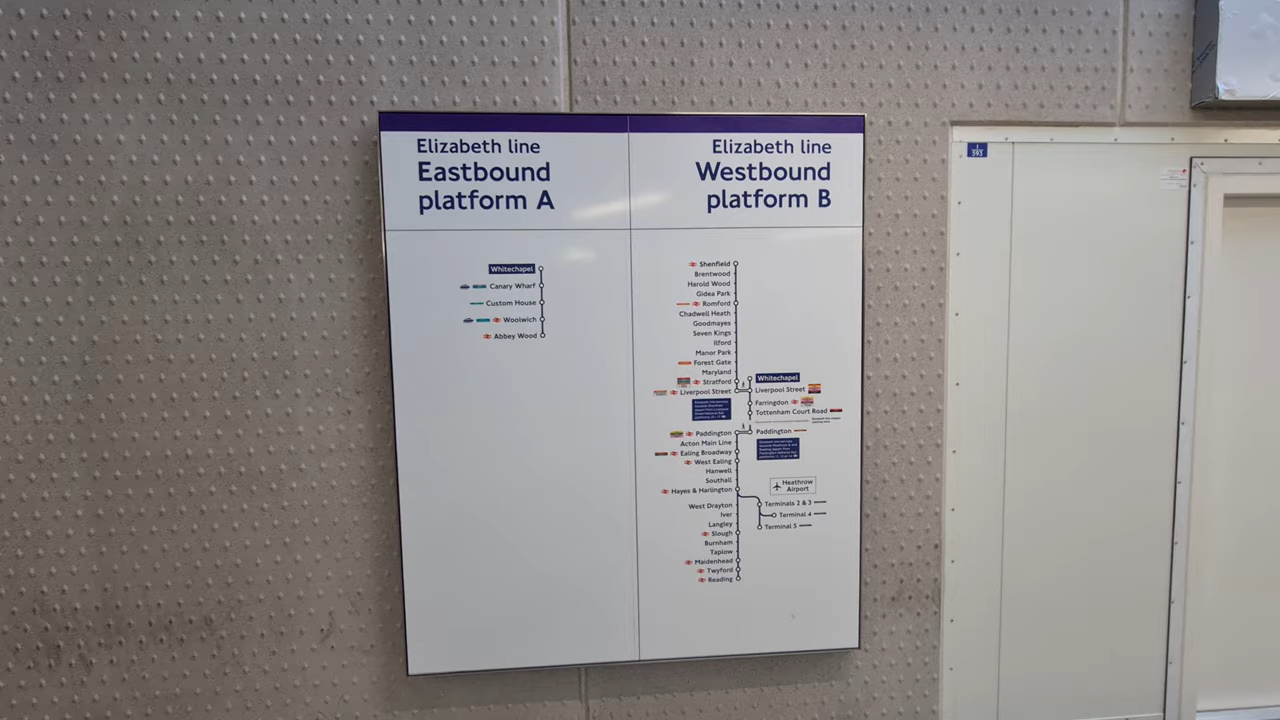 Elizabeth line
Eastbound
platform A
Whitechapel
Canary Wharf
Custom House
Woolwich
Abbey Wood
Elizabeth line
Westbound
platform B
Shenfield
Brentwood
Harold Wood
Gidea Park
Romford
Chadwell Heath
Goodmayes
Seven Kings
Ilford
Manor Park
Forest Gate
Maryland
Stratford
Liverpool Street
Whitechapel
Liverpool Street
Farringdon
Tottenham Court Road
Paddington
Paddington
Acton Main Line
Ealing Broadway
West Ealing
Hanwell
Southall
Hayes & Harlington
Heathrow
Airport
Terminals 2 & 3
Terminal 4
Terminal 5
West Drayton
Iver
Langley
Slough
Burnham
Taplow
Maidenhead
Twyford
Reading